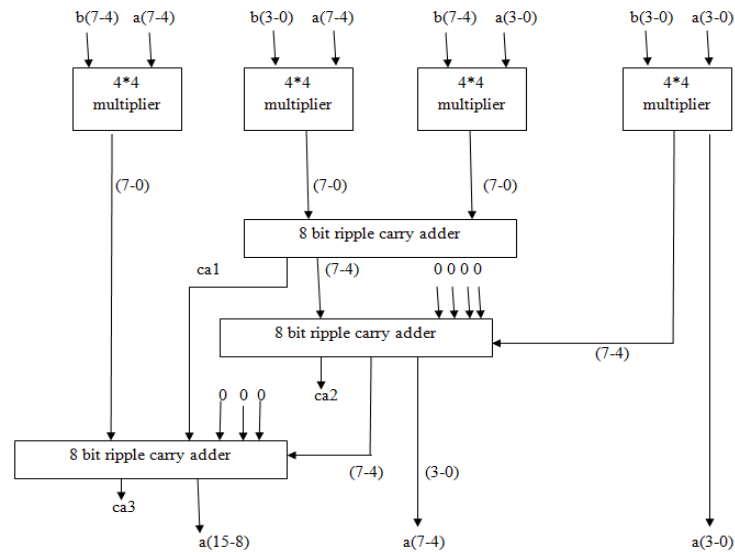 b(7-4) a(7-4) b(3-0) a(7-4) b(7-4) a(3-0) b(3-0) a(3-0)
4*4 multiplier
4*4 multiplier
4*4 multiplier
4*4 multiplier
(7-0) (7-0) (7-0)
8 bit ripple carry adder
ca1 (7-4) 0 0 0 0
8 bit ripple carry adder
(7-4)
ca2
0 0 0
8 bit ripple carry adder
(7-4) (3-0)
ca3
a(15-8) a(7-4) a(3-0)